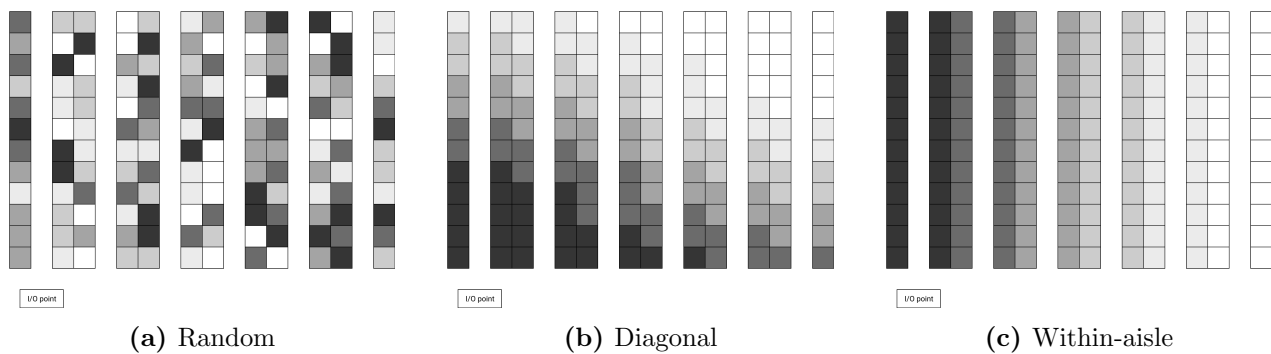 I/O point I/O point I/O point
(a) Random (b) Diagonal (c) Within-aisle